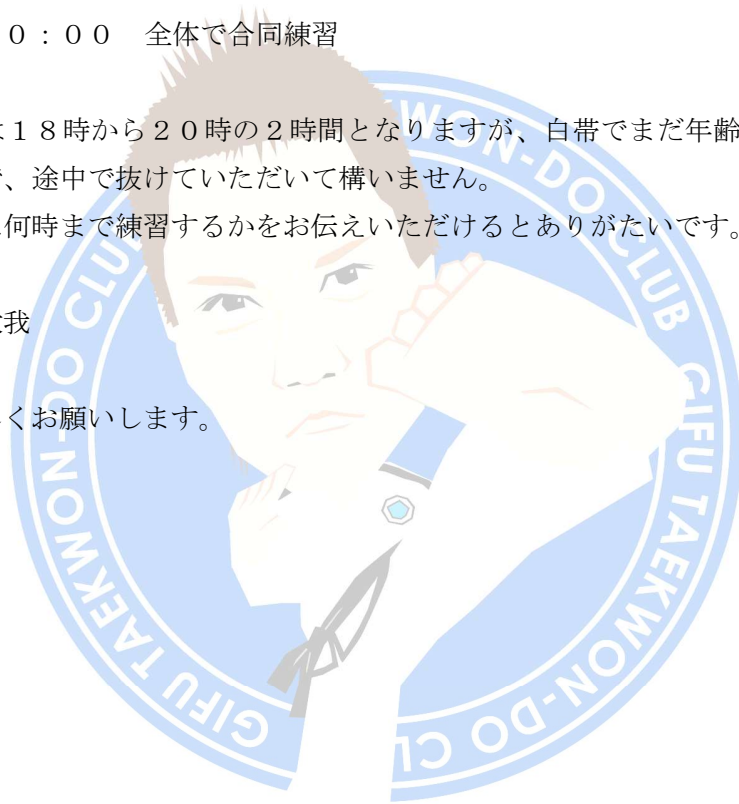 ０：００　全体で合同練習
は１８時から２０時の２時間となりますが、白帯でまだ年齢
、途中で抜けていただいて構いません。
何時まで練習するかをお伝えいただけるとありがたいです。
我
くお願いします。
GIFU TAEKWON-DO CLUB GIFU TAEKWON-DO CLUB